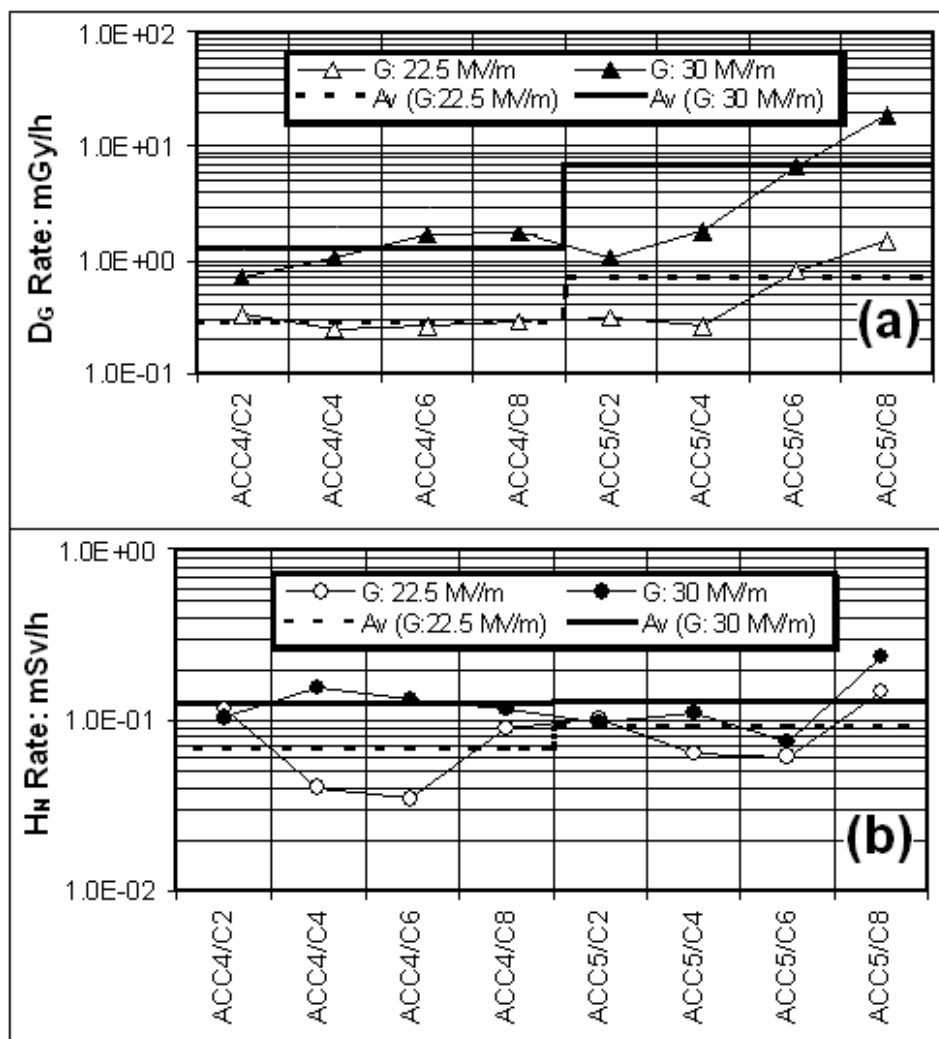 1.0E+02
G: 22.5 MV/m G: 30 MV/m
Av (G:22.5 MV/m) Av (G: 30 MV/m)
1.0E+01
1.0E+00
1.0E-01
DG Rate: mGy/h
(a)
ACC4/C2
ACC4/C4
ACC4/C6
ACC4/C8
ACC5/C2
ACC5/C4
ACC5/C6
ACC5/C8
1.0E+00
G: 22.5 MV/m G: 30 MV/m
Av (G:22.5 MV/m) Av (G: 30 MV/m)
1.0E-01
1.0E-02
HN Rate: mSv/h
(b)
ACC4/C2
ACC4/C4
ACC4/C6
ACC4/C8
ACC5/C2
ACC5/C4
ACC5/C6
ACC5/C8